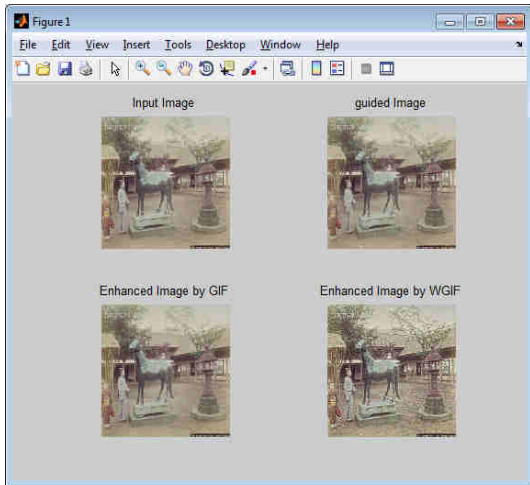 Figure 1
File Edit View Insert Tools Desktop Window Help
Input Image
guided Image
Enhanced Image by GIF
Enhanced Image by WGIF